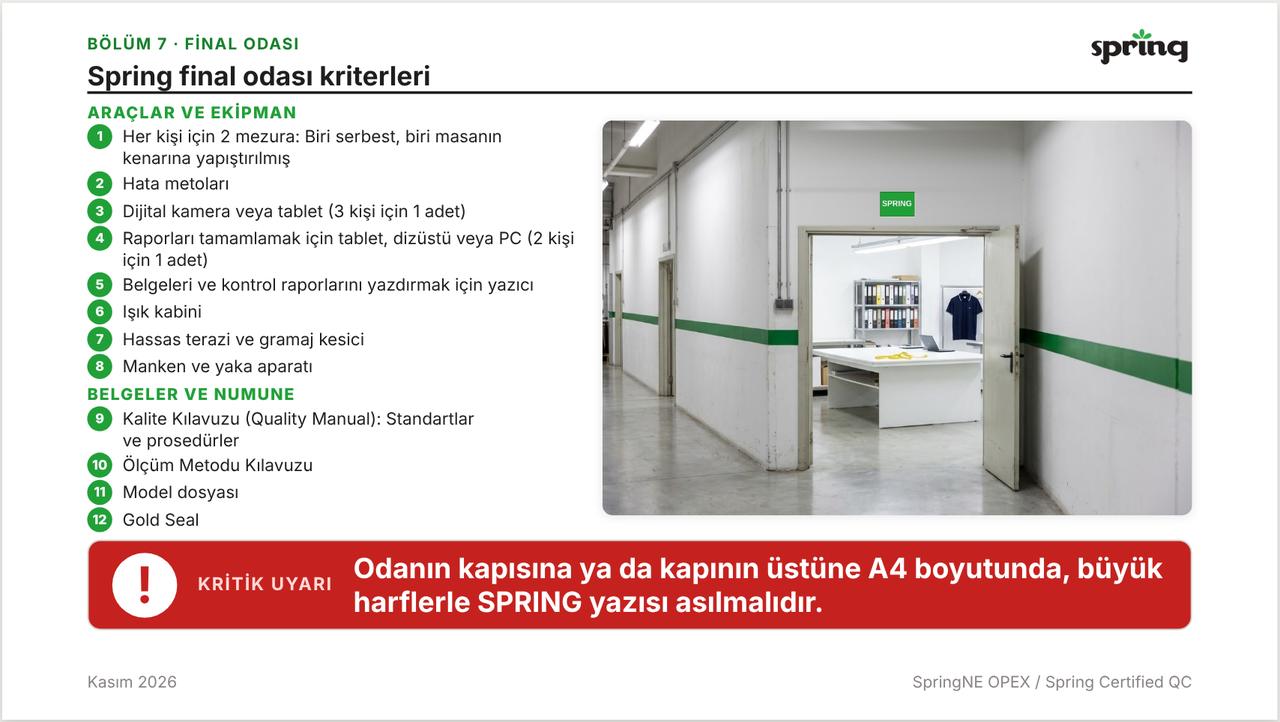 BÖLÜM 7 · FİNAL ODASI
spring
Spring final odası kriterleri
ARAÇLAR VE EKİPMAN
1 Her kişi için 2 mezura: Biri serbest, biri masanın
kenarına yapıştırılmış
2 Hata metoları
3 Dijital kamera veya tablet (3 kişi için 1 adet)
4 Raporları tamamlamak için tablet, dizüstü veya PC (2 kişi
için 1 adet)
5 Belgeleri ve kontrol raporlarını yazdırmak için yazıcı
6 Işık kabini
7 Hassas terazi ve gramaj kesici
8 Manken ve yaka aparatı
BELGELER VE NUMUNE
9 Kalite Kılavuzu (Quality Manual): Standartlar
ve prosedürler
10 Ölçüm Metodu Kılavuzu
11 Model dosyası
12 Gold Seal
SPRING
! KRİTİK UYARI
Odanın kapısına ya da kapının üstüne A4 boyutunda, büyük
harflerle SPRING yazısı asılmalıdır.
Kasım 2026
SpringNE OPEX / Spring Certified QC